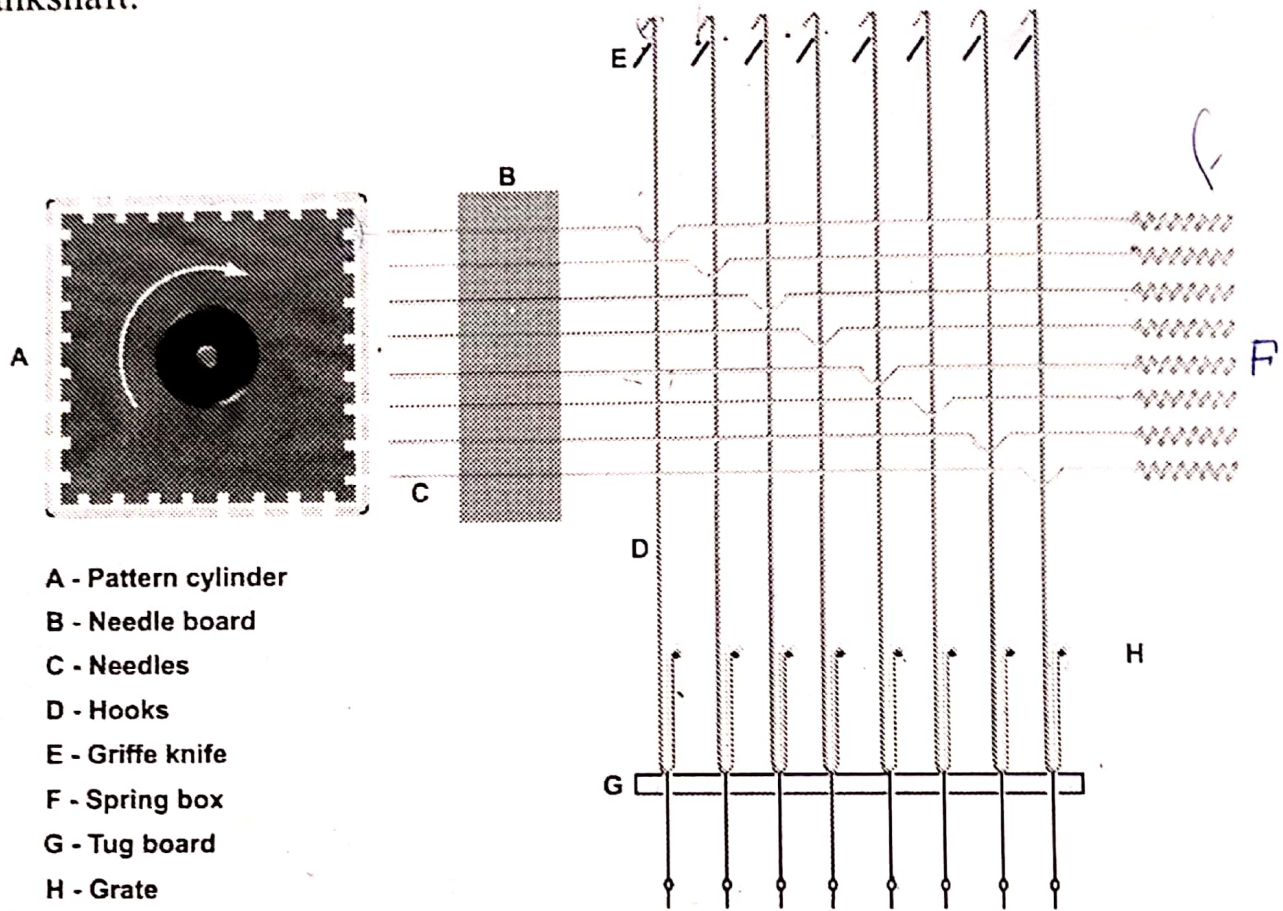 nkshaft.
E
B
A
F
C
D
A - Pattern cylinder
B - Needle board
C - Needles
D - Hooks
E - Griffe knife
F - Spring box
G - Tug board
H - Grate
H
G